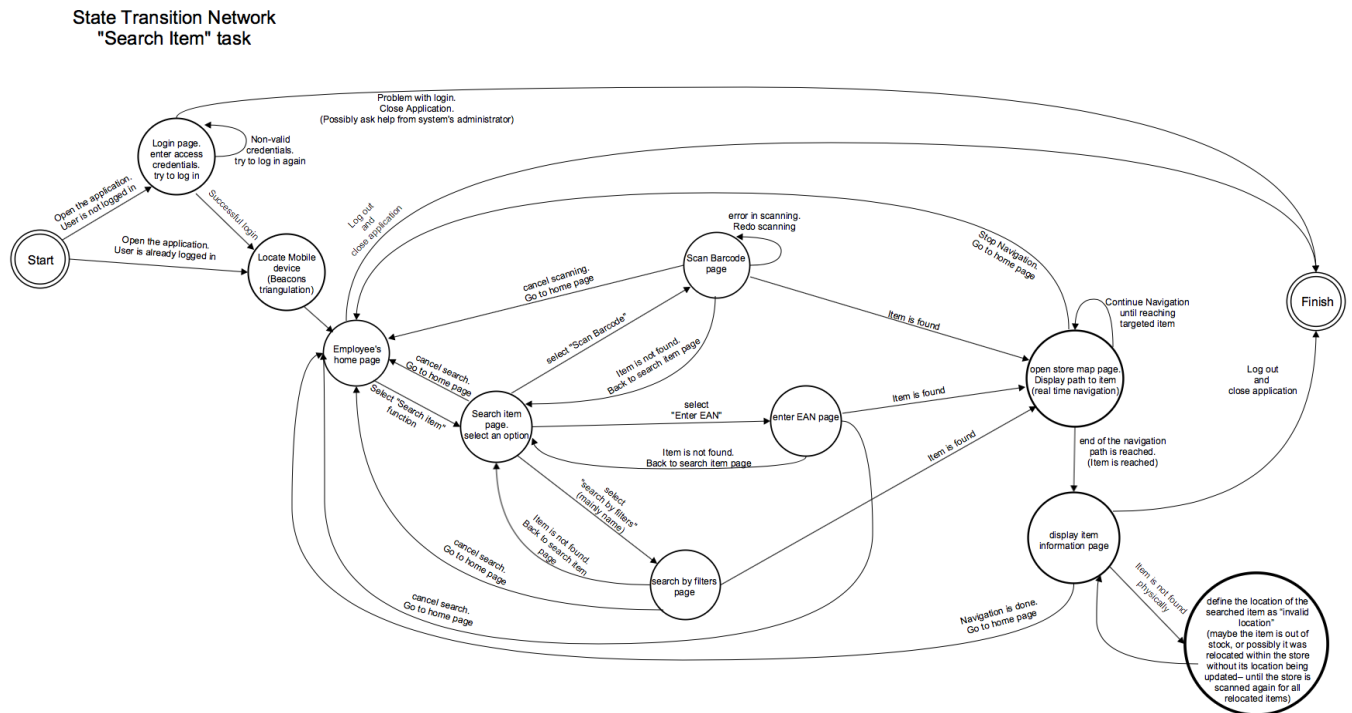 State Transition Network
"Search Item" task
Problem with login.
Close Application.
(Possibly ask help from system's administrator)
Login page.
enter access
credentials.
try to log in
Non-valid
credentials.
try to log in again
Open the application.
User is not logged in
Successful login
Log out
and
close application
Start
Open the application.
User is already logged in
Locate Mobile
device
(Beacons
triangulation)
error in scanning.
Redo scanning
Scan Barcode
page
Stop Navigation.
Go to home page
cancel scanning.
Go to home page
Finish
Continue Navigation
until reaching
targeted item
Item is found
select "Scan Barcode"
Employee's
home page
cancel search.
Go to home page
Item is not found.
Back to search item page
open store map page.
Display path to item
(real time navigation)
Log out
and
close application
Select "Search item"
function
Search item
page.
select an option
select
"Enter EAN"
enter EAN page
Item is found
Item is not found.
Back to search item page
Item is found
end of the navigation
path is reached.
(Item is reached)
select
"search by filters"
(mainly name)
Item is not found.
Back to search item
page
cancel search.
Go to home page
search by filters
page
display item
information page
cancel search.
Go to home page
Navigation is done.
Go to home page
Item is not found
physically
define the location of the
searched item as "invalid
location"
(maybe the item is out of
stock, or possibly it was
relocated within the store
without its location being
updated– until the store is
scanned again for all
relocated items)